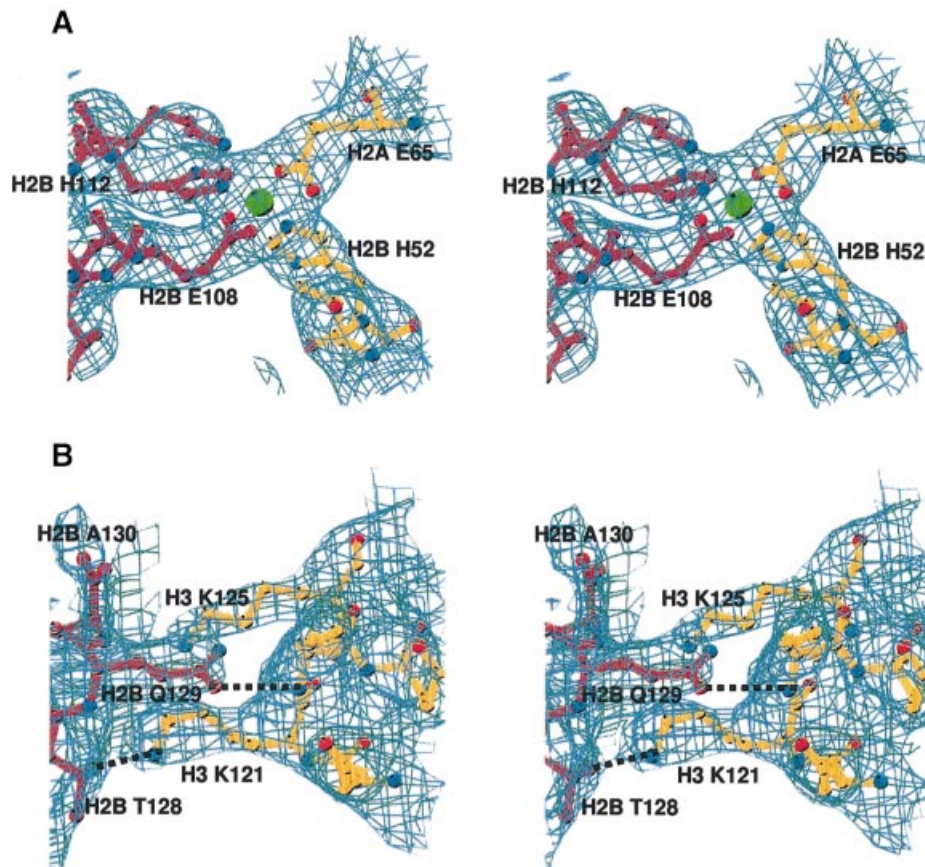 A
H2A E65
H2A E65
H2B H112
H2B H112
H2B H52
H2B H52
H2B E108
H2B E108
B
H2B A130
H2B A130
H3 K125
H3 K125
H2B Q129
H2B Q129
H3 K121
H3 K121
H2B T128
H2B T128